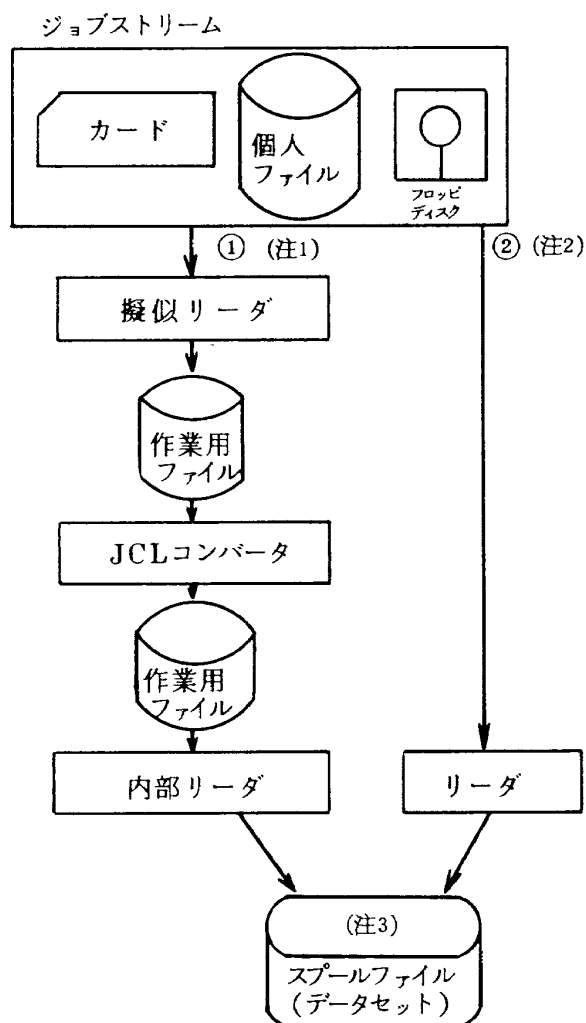 ジョブストリーム
カード
個人
ファイル
フロッピ
ディスク
① (注1)
② (注2)
擬似リーダ
作業用
ファイル
JCLコンバータ
作業用
ファイル
内部リーダ
リーダ
(注3)
スプールファイル
(データセット)